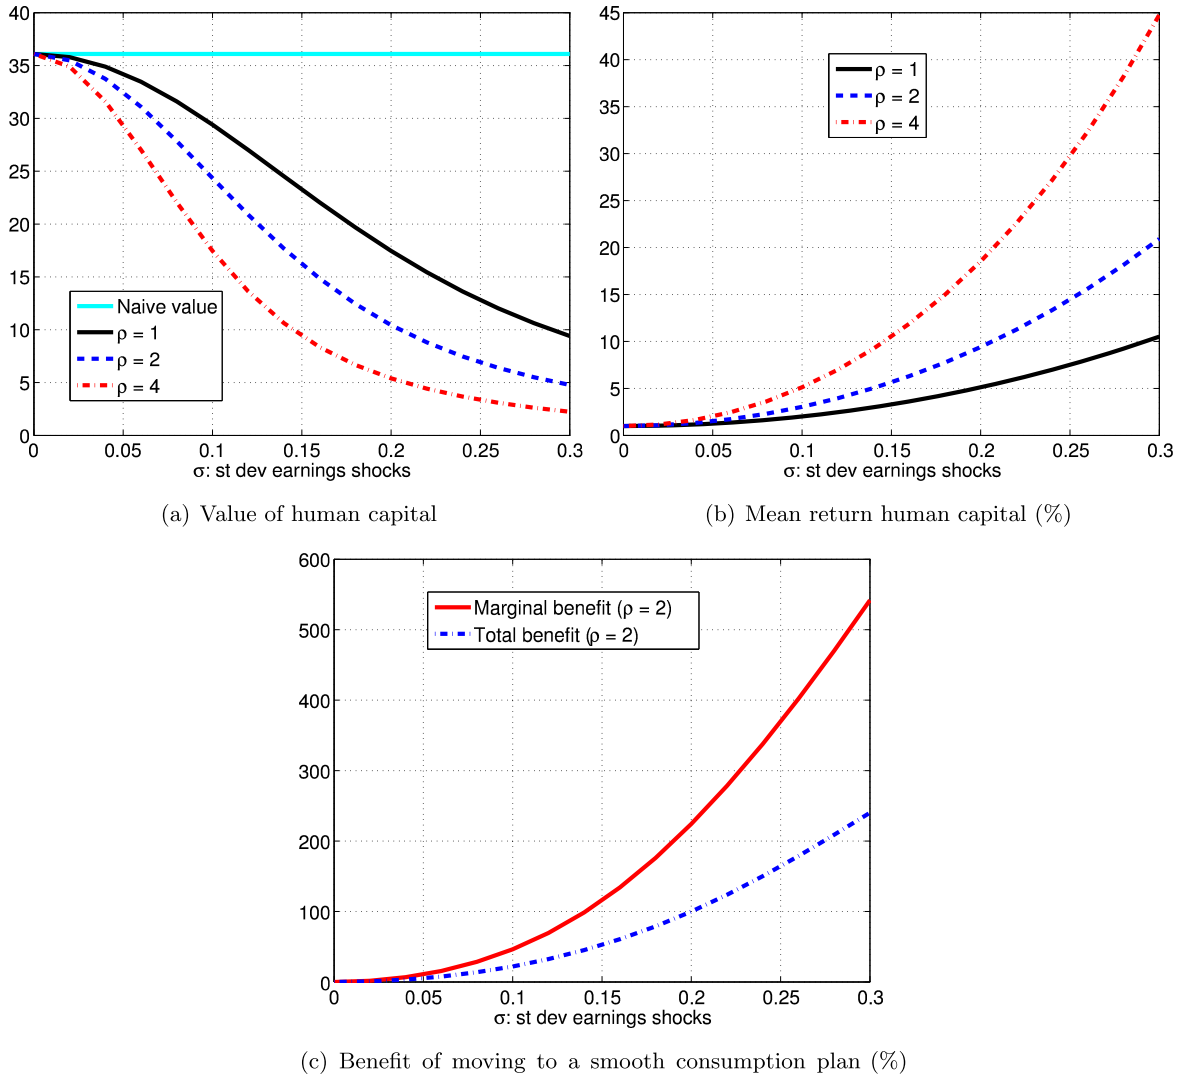 40
35
30
25
20
15
10
5
0
Naive value
ρ = 1
ρ = 2
ρ = 4
0 0.05 0.1 0.15 0.2 0.25 0.3
σ: st dev earnings shocks
(a) Value of human capital
45
40
35
30
25
20
15
10
5
0
ρ = 1
ρ = 2
ρ = 4
0 0.05 0.1 0.15 0.2 0.25 0.3
σ: st dev earnings shocks
(b) Mean return human capital (%)
600
500
400
300
200
100
0
Marginal benefit (ρ = 2)
Total benefit (ρ = 2)
0 0.05 0.1 0.15 0.2 0.25 0.3
σ: st dev earnings shocks
(c) Benefit of moving to a smooth consumption plan (%)